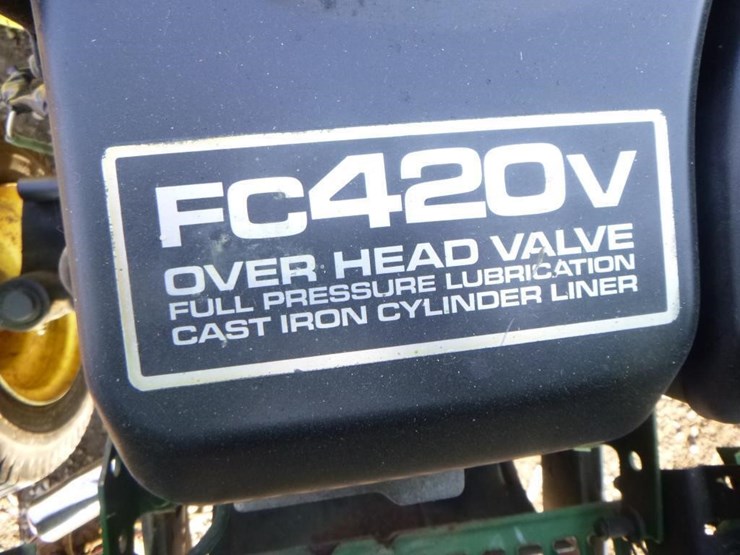 FC420V
OVER HEAD VALVE
FULL PRESSURE LUBRICATION
CAST IRON CYLINDER LINER